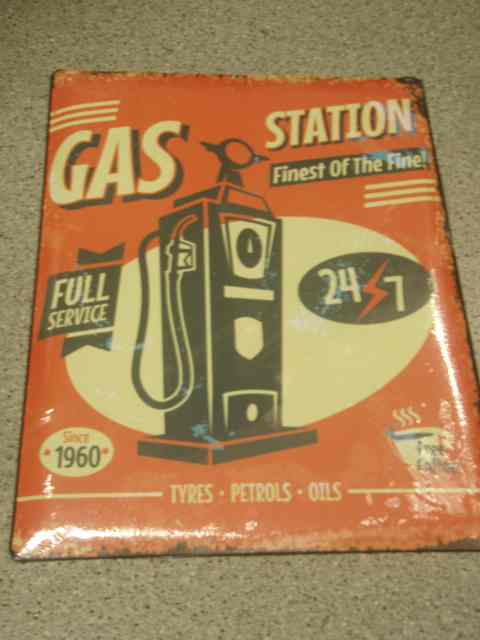 GAS
STATION
Finest Of The Fine!
FULL
SERVICE
24 7
Since
1960
TYRES · PETROLS · OILS